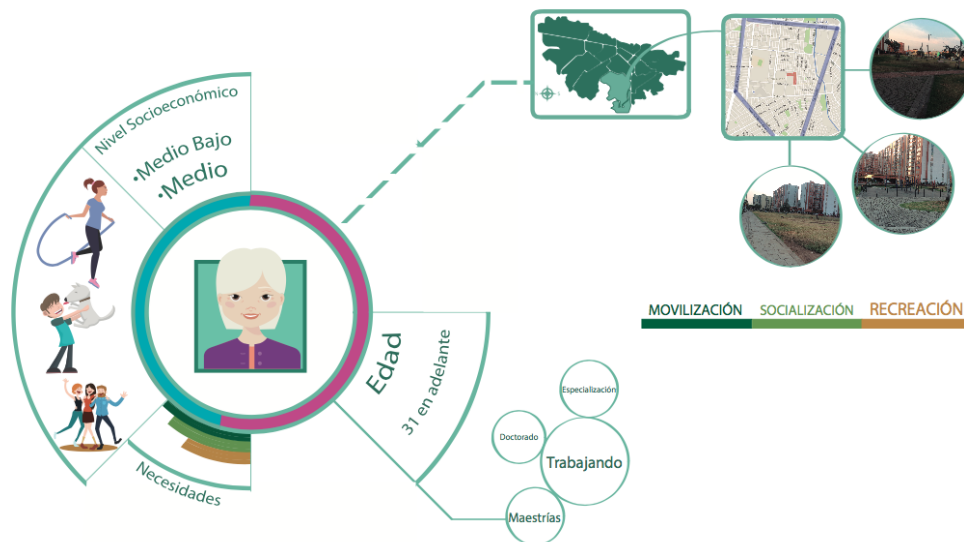 Nivel Socioeconómico
•Medio Bajo
•Medio
Edad
31 en adelante
Necesidades
MOVILIZACIÓN
SOCIALIZACIÓN
RECREACIÓN
Especialización
Doctorado
Trabajando
Maestrías